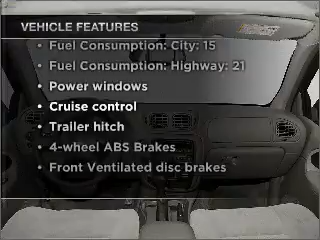 VEHICLE FEATURES
• Fuel Consumption: City: 15
• Fuel Consumption: Highway: 21
• Power windows
• Cruise control
• Trailer hitch
• 4-wheel ABS Brakes
• Front Ventilated disc brakes